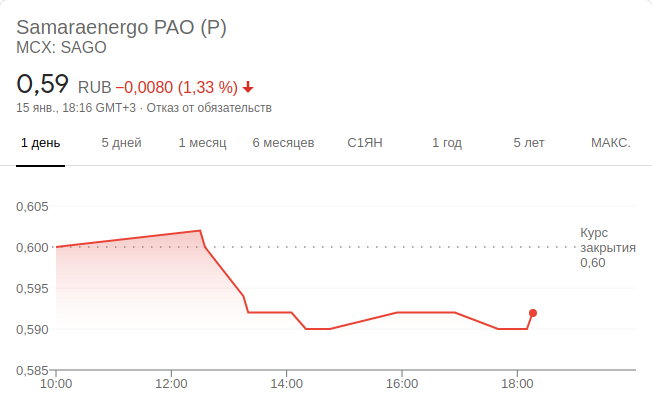 Samaraenergo PAO (P)
MCX: SAGO
0,59 RUB −0,0080 (1,33 %)
15 янв., 18:16 GMT+3 · Отказ от обязательств
1 день 5 дней 1 месяц 6 месяцев С1ЯН 1 год 5 лет МАКС.
0,605
0,600
0,595
0,590
0,585
Курс
закрытия
0,60
10:00 12:00 14:00 16:00 18:00